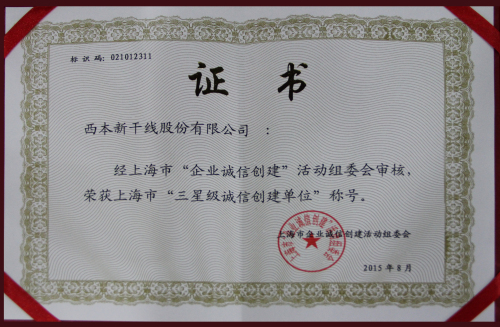 标识码: 021012311
证书
西本新干线股份有限公司 :
经上海市“企业诚信创建”活动组委会审核,
荣获上海市“三星级诚信创建单位”称号。
上海市企业诚信创建活动组委会
2015年8月